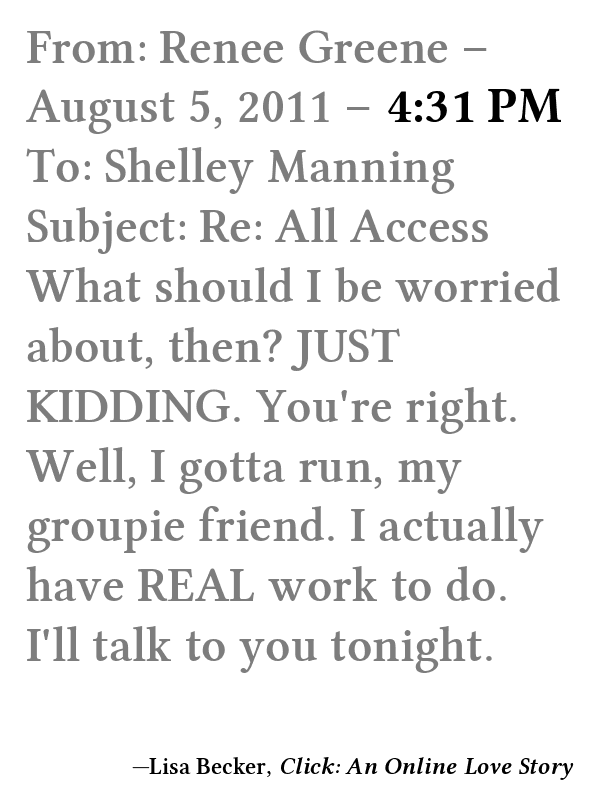 From: Renee Greene –
August 5, 2011 – 4:31 PM
To: Shelley Manning
Subject: Re: All Access
What should I be worried
about, then? JUST
KIDDING. You're right.
Well, I gotta run, my
groupie friend. I actually
have REAL work to do.
I'll talk to you tonight.
—Lisa Becker, Click: An Online Love Story